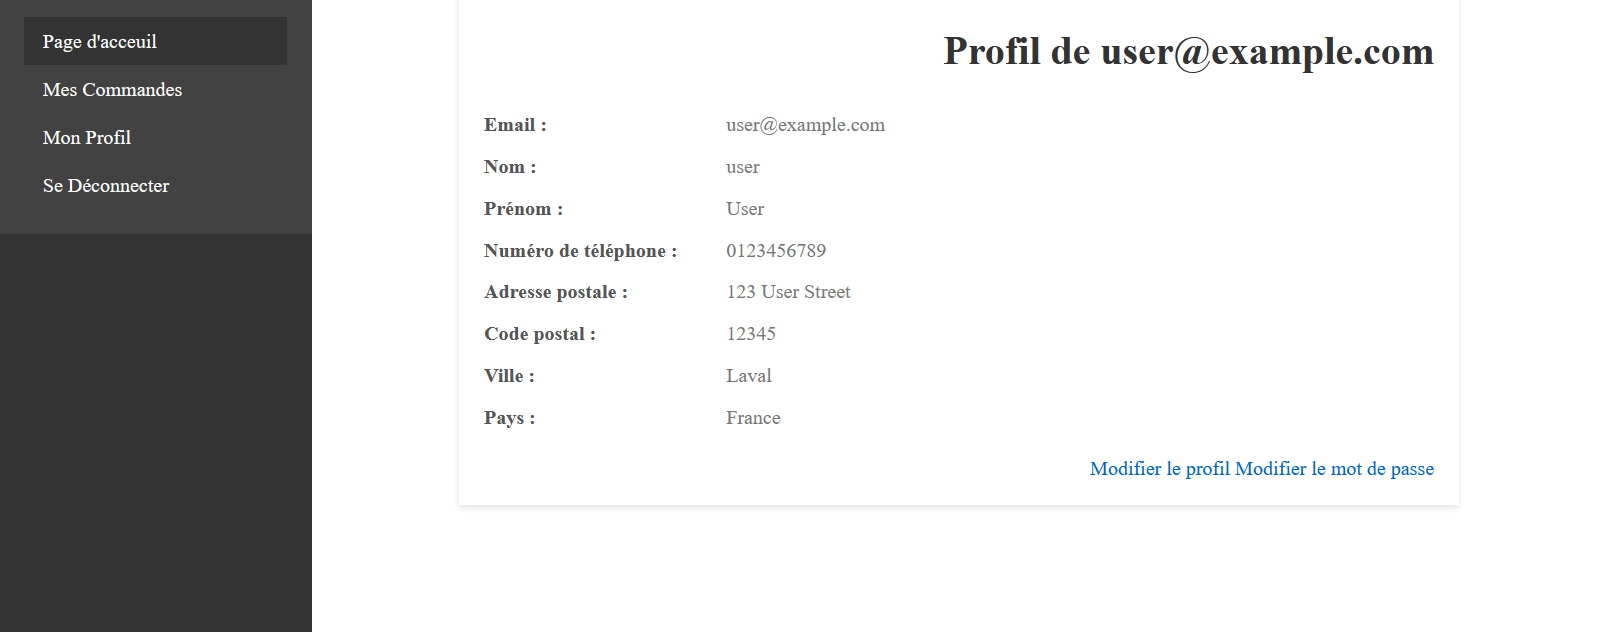 Page d'acceuil
Mes Commandes
Mon Profil
Se Déconnecter
Profil de user@example.com
Email : user@example.com
Nom : user
Prénom : User
Numéro de téléphone : 0123456789
Adresse postale : 123 User Street
Code postal : 12345
Ville : Laval
Pays : France
Modifier le profil Modifier le mot de passe